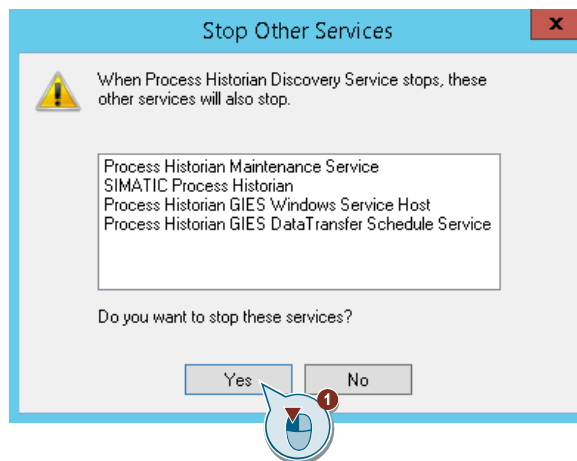 Stop Other Services
x
When Process Historian Discovery Service stops, these
other services will also stop.
Process Historian Maintenance Service
SIMATIC Process Historian
Process Historian GIES Windows Service Host
Process Historian GIES DataTransfer Schedule Service
Do you want to stop these services?
Yes
No
1